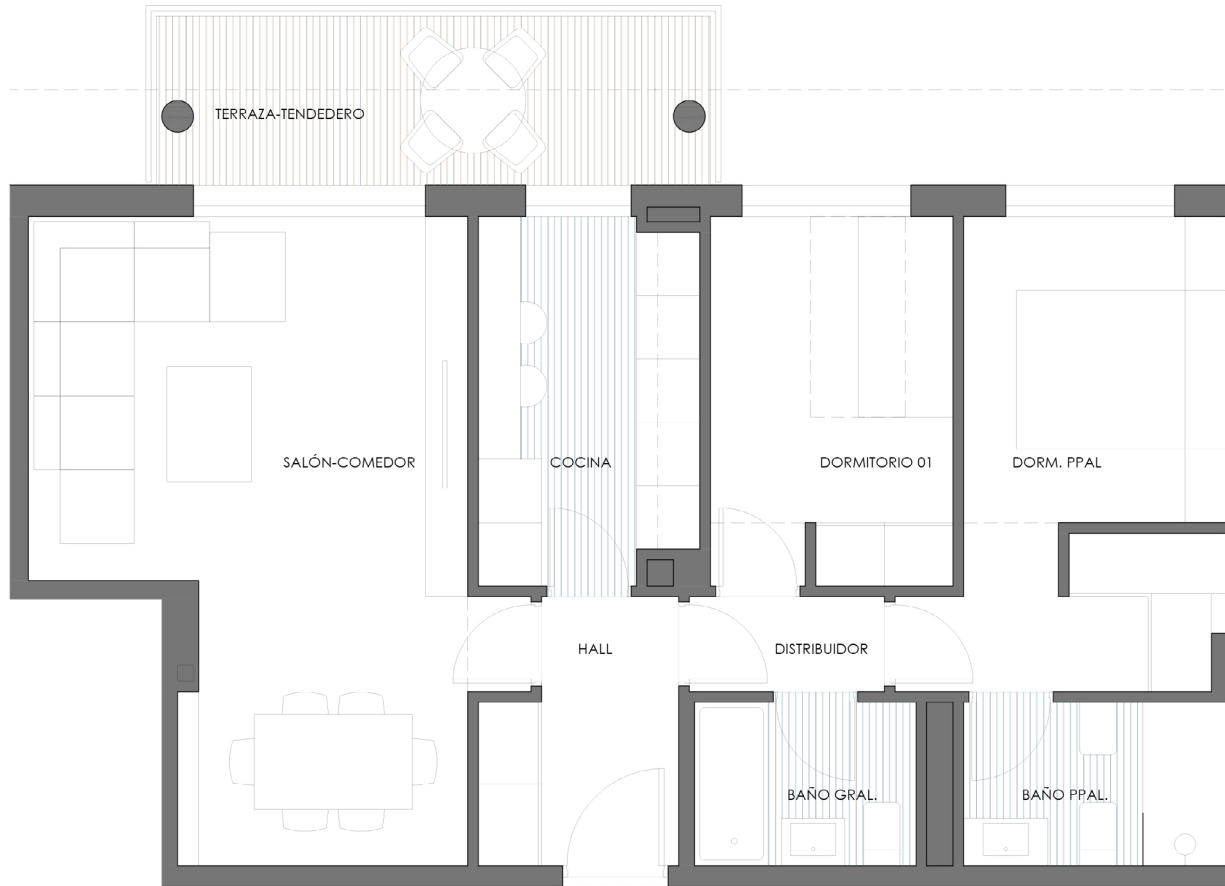 TERRAZA-TENDEDERO
SALÓN-COMEDOR
COCINA
DORMITORIO 01
DORM. PPAL
HALL
DISTRIBUIDOR
BAÑO GRAL.
BAÑO PPAL.